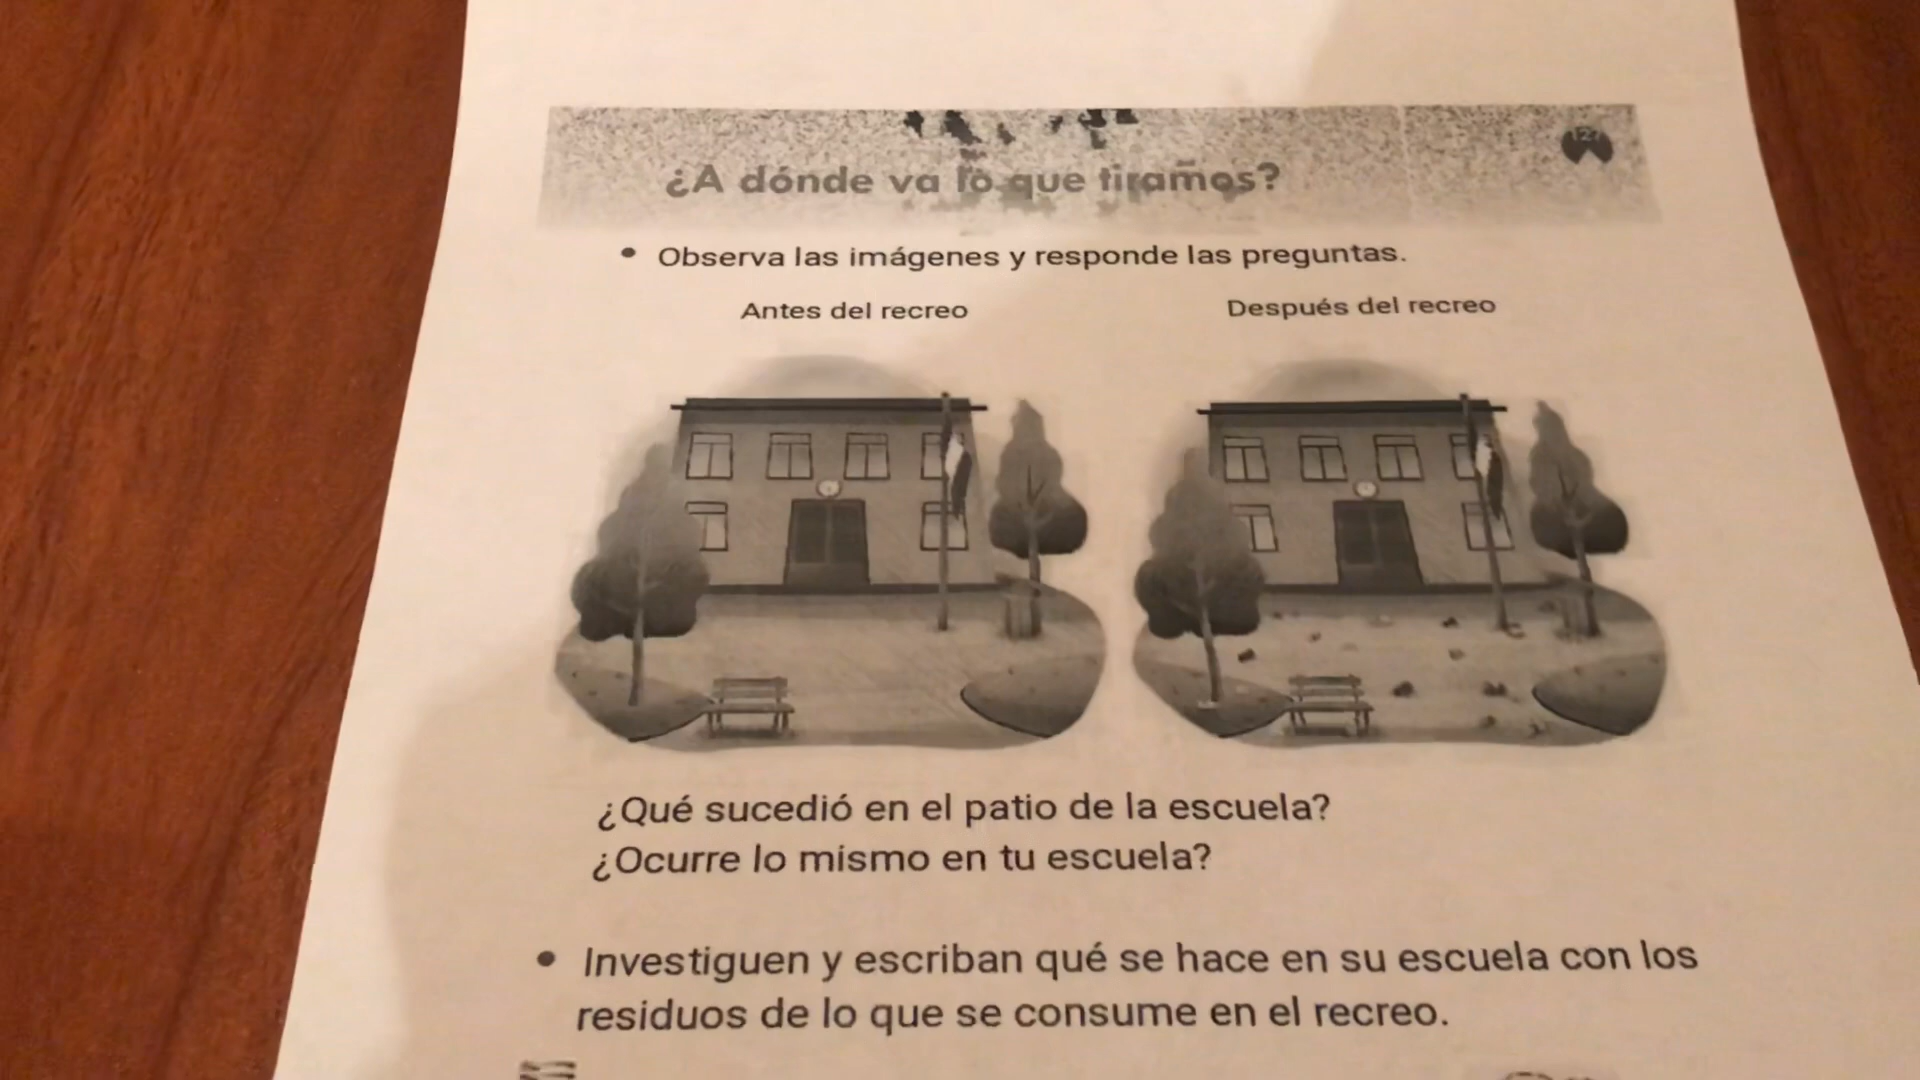 127
¿A dónde va lo que tiramos?
• Observa las imágenes y responde las preguntas.
Antes del recreo
Después del recreo
¿Qué sucedió en el patio de la escuela?
¿Ocurre lo mismo en tu escuela?
• Investiguen y escriban qué se hace en su escuela con los
residuos de lo que se consume en el recreo.